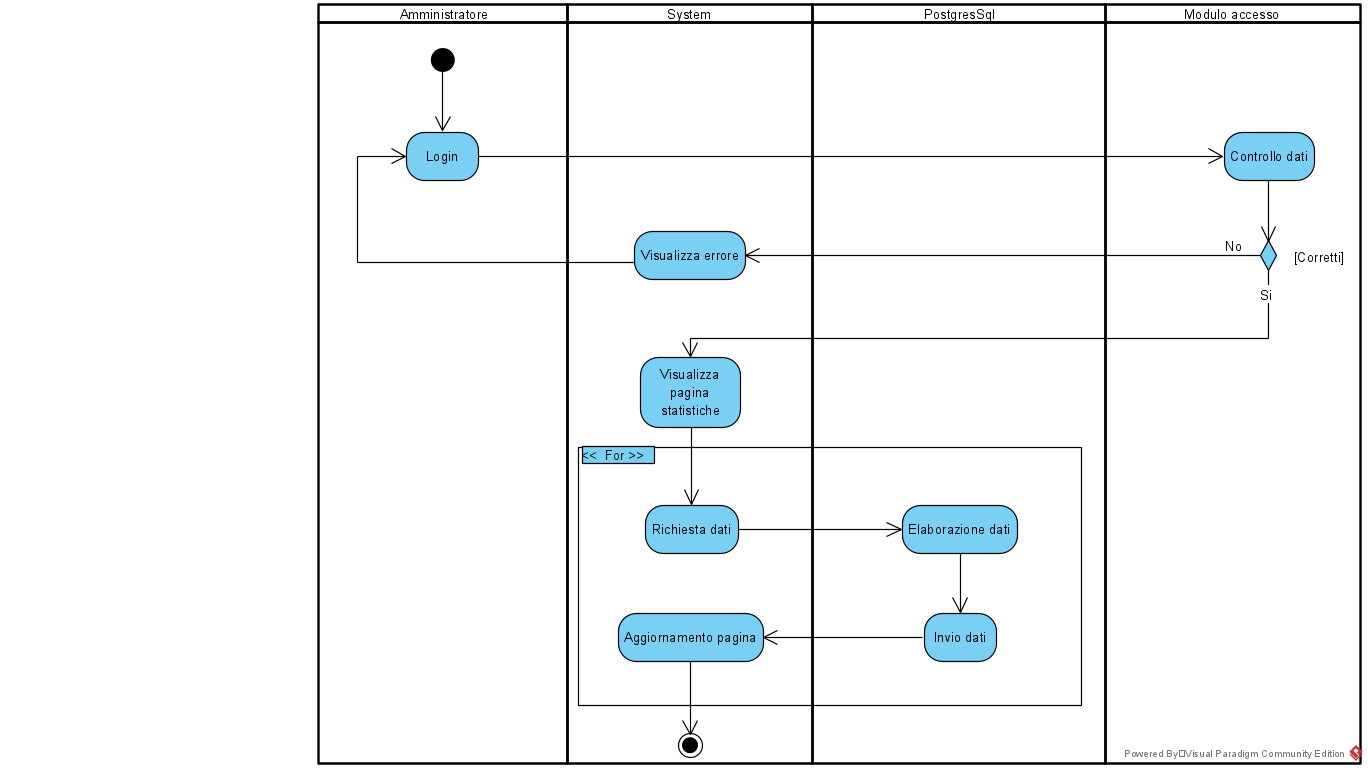 Amministratore
System
PostgresSql
Modulo accesso
Login
Controllo dati
Visualizza errore
No
[Corretti]
Si
Visualizza
pagina
statistiche
<< For >>
Richiesta dati
Elaborazione dati
Aggiornamento pagina
Invio dati
Powered By Visual Paradigm Community Edition